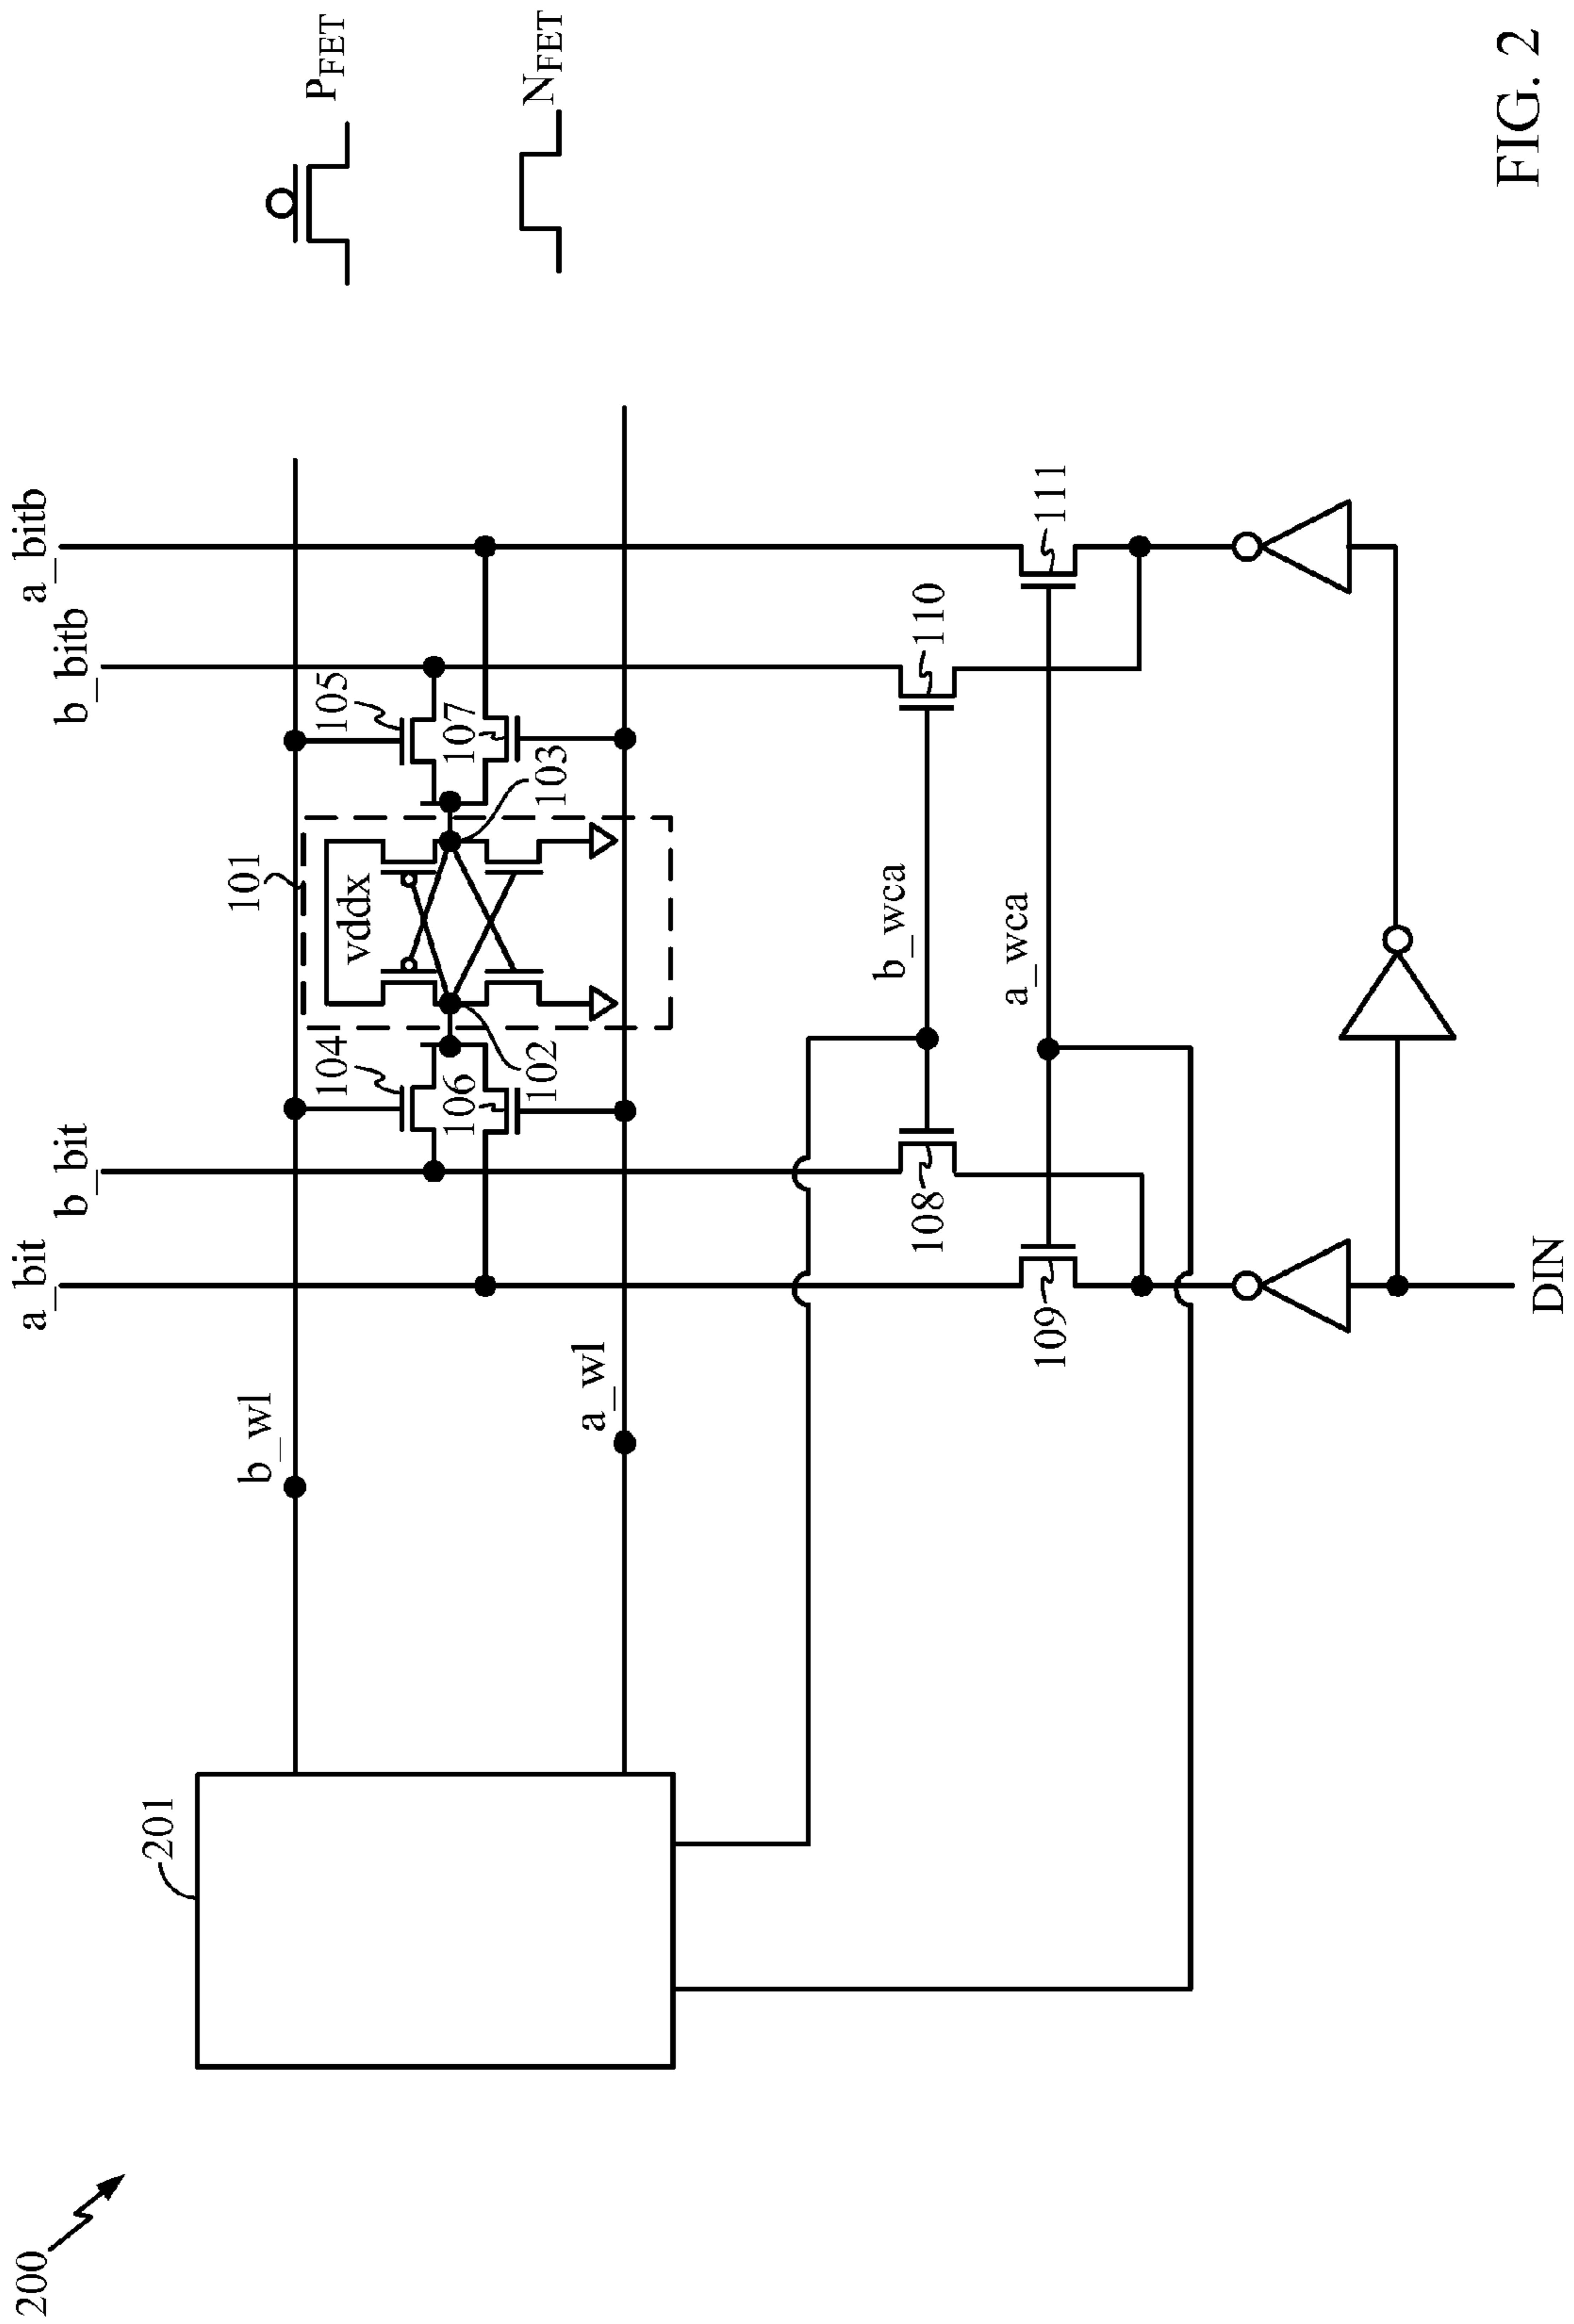 200
201
b_wl
a_wl
a_bit
b_bit
b_bitb
a_bitb
101
vddx
104
105
106
107
102
103
b_wca
a_wca
108
109
110
111
DIN
PFET
NFET
FIG. 2